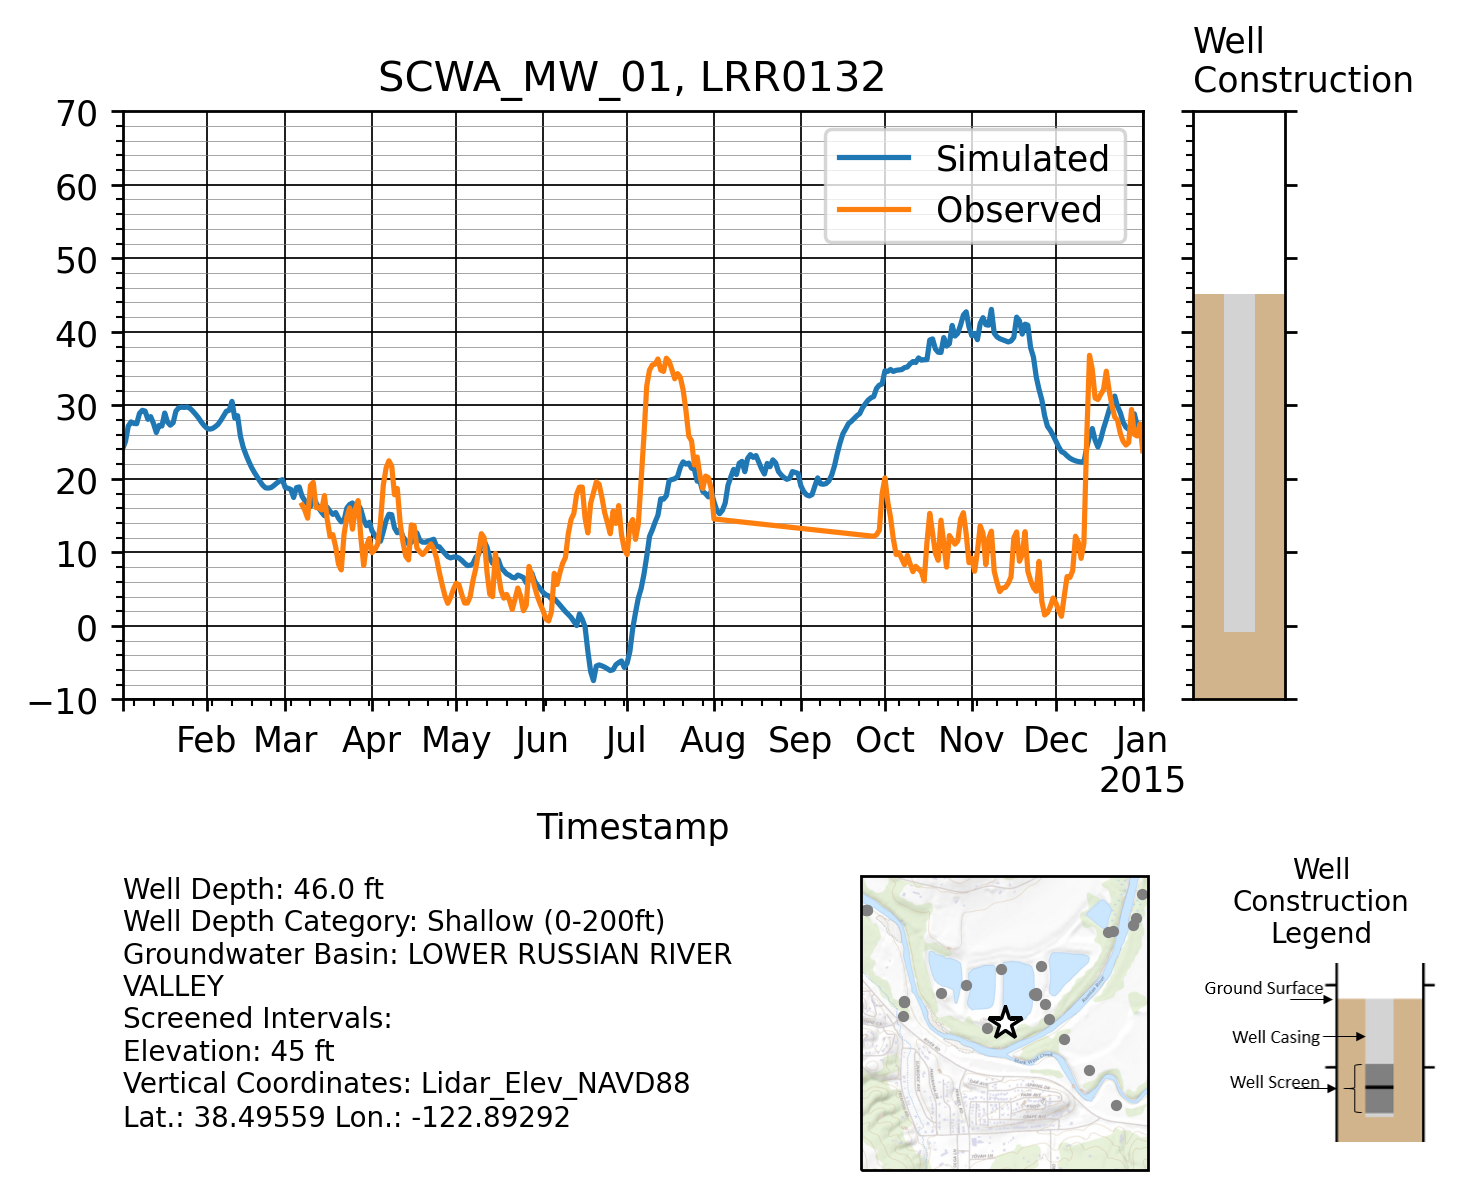 Well
Construction
SCWA_MW_01, LRR0132
70
60
50
40
30
20
10
0
−10
Simulated
Observed
Feb Mar Apr May Jun Jul Aug Sep Oct Nov Dec Jan
2015
Timestamp
Well Depth: 46.0 ft
Well Depth Category: Shallow (0-200ft)
Groundwater Basin: LOWER RUSSIAN RIVER
VALLEY
Screened Intervals:
Elevation: 45 ft
Vertical Coordinates: Lidar_Elev_NAVD88
Lat.: 38.49559 Lon.: -122.89292
Well
Construction
Legend
Ground Surface
Well Casing
Well Screen